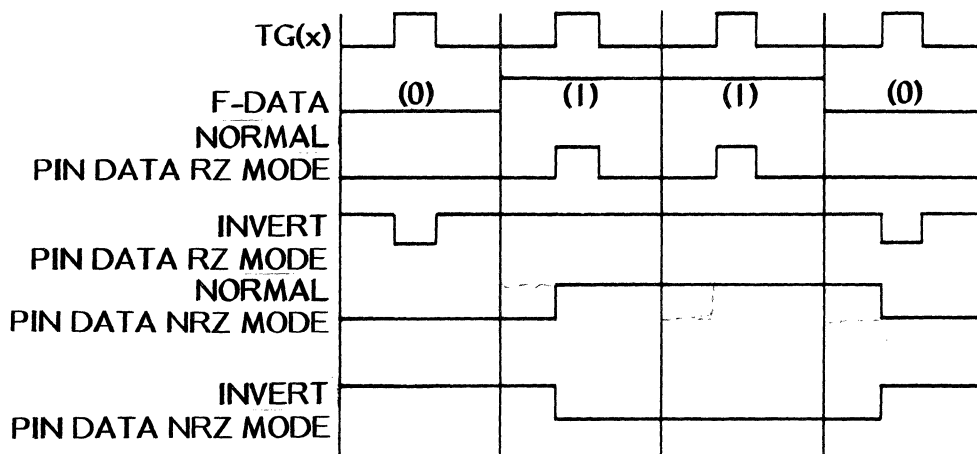 TG(x)
(0) (1) (1) (0)
F-DATA
NORMAL
PIN DATA RZ MODE
INVERT
PIN DATA RZ MODE
NORMAL
PIN DATA NRZ MODE
INVERT
PIN DATA NRZ MODE